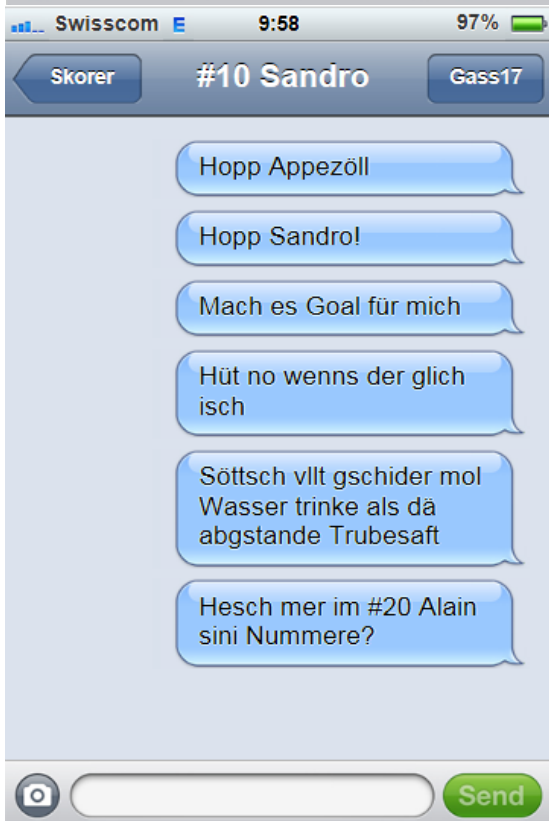 Swisscom E 9:58 97%
Skorer #10 Sandro Gass17
Hopp Appezöll
Hopp Sandro!
Mach es Goal für mich
Hüt no wenns der glich
isch
Söttsch vllt gschider mol
Wasser trinke als dä
abgstande Trubesaft
Hesch mer im #20 Alain
sini Nummere?
Send